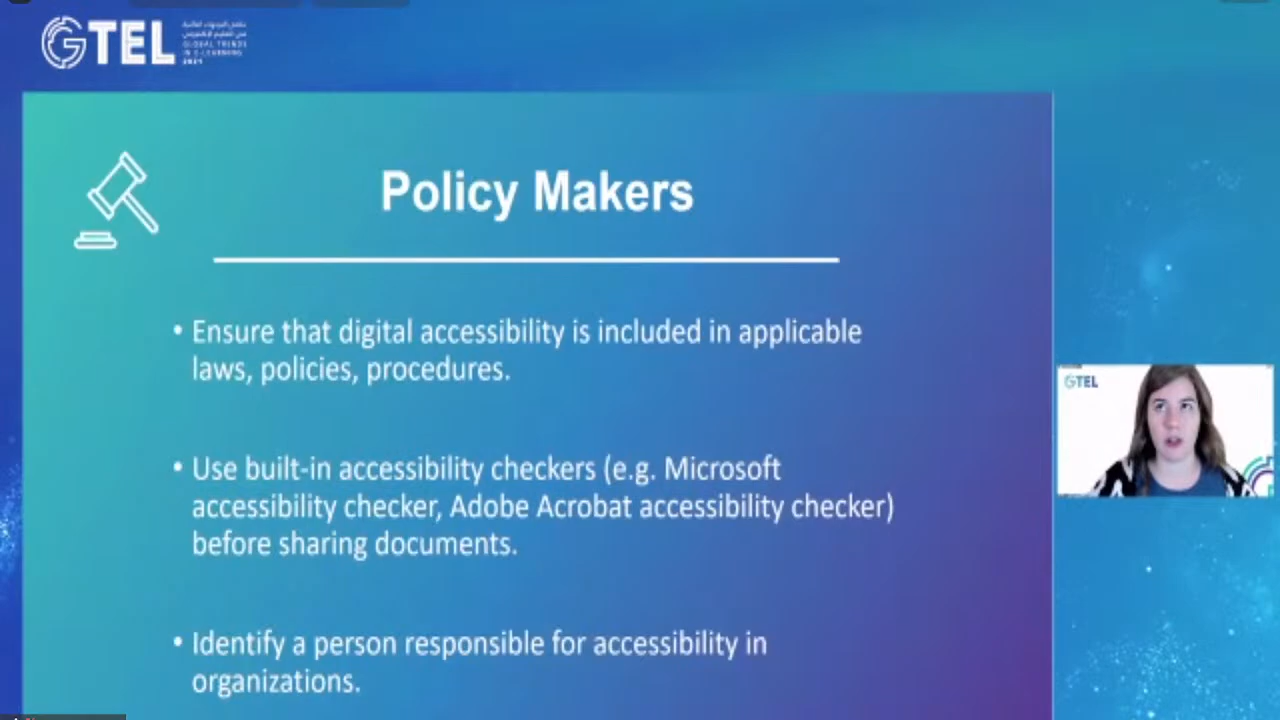 GTEL
GLOBAL TRENDS
IN E-LEARNING
2021
Policy Makers
• Ensure that digital accessibility is included in applicable
laws, policies, procedures.
• Use built-in accessibility checkers (e.g. Microsoft
accessibility checker, Adobe Acrobat accessibility checker)
before sharing documents.
• Identify a person responsible for accessibility in
organizations.
GTEL